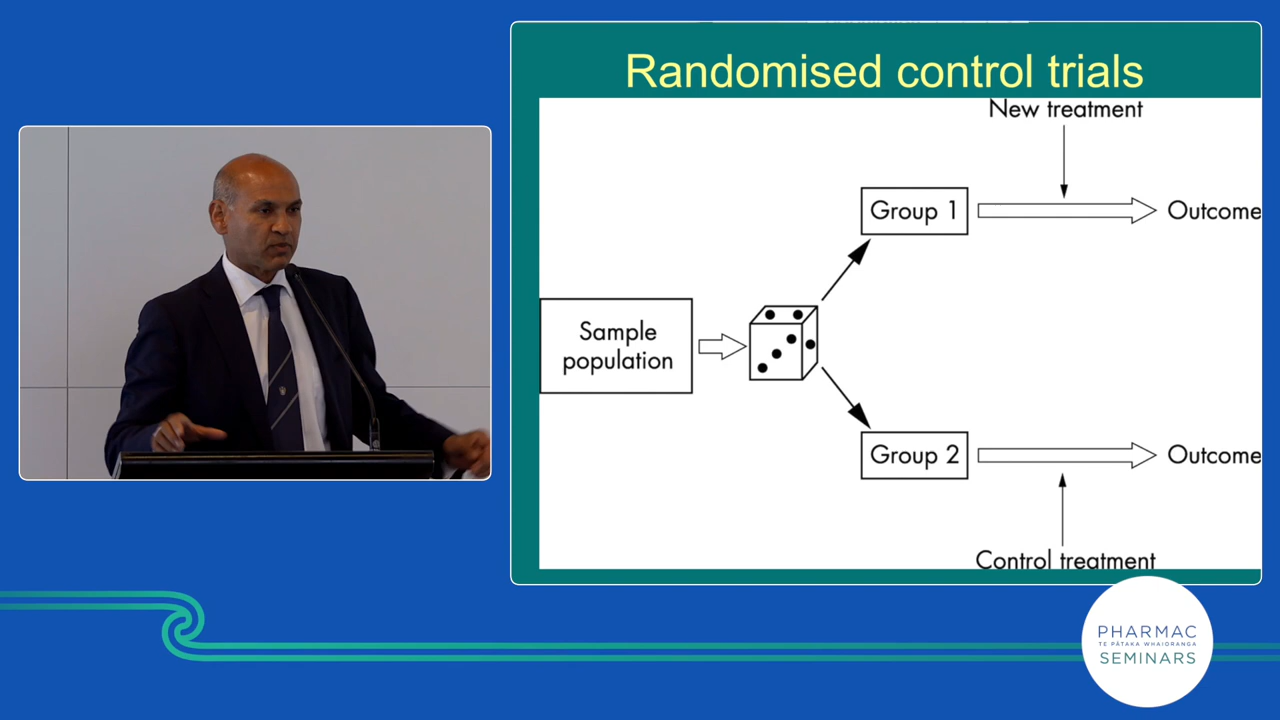 Randomised control trials
New treatment
Group 1
Outcome
Sample
population
Group 2
Outcome
Control treatment
PHARMAC
TE PĀTAKA WHAIORANGA
SEMINARS